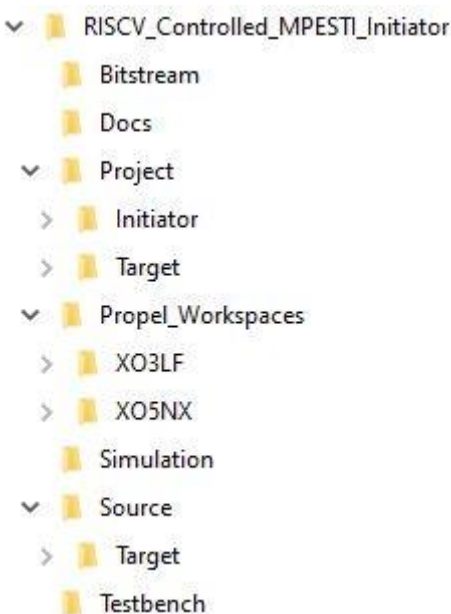 RISCV_Controlled_MPESTI_Initiator
Bitstream
Docs
Project
Initiator
Target
Propel_Workspaces
XO3LF
XO5NX
Simulation
Source
Target
Testbench